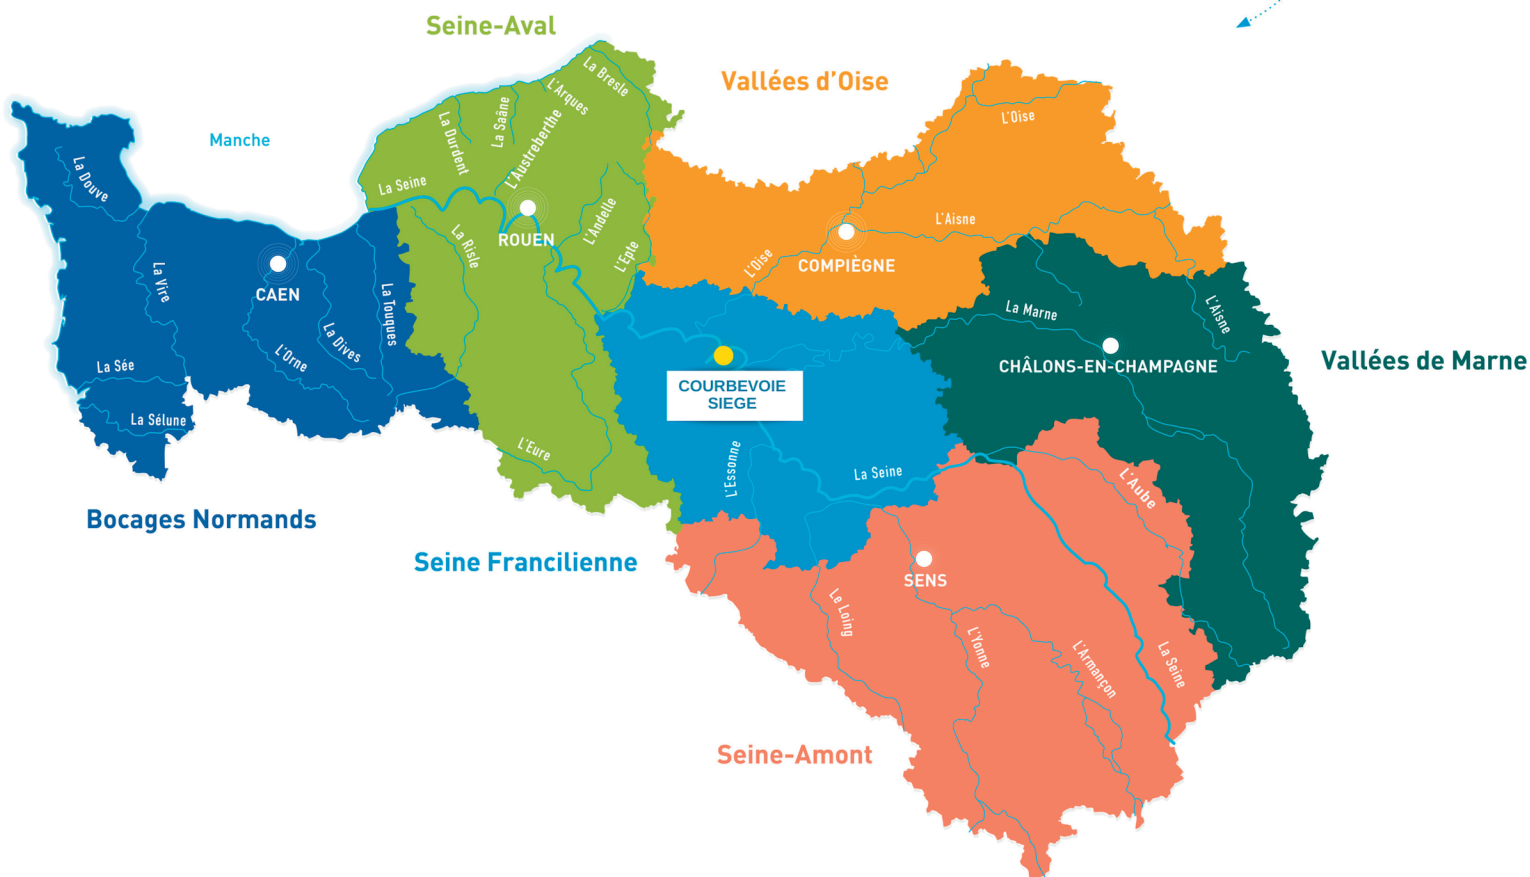 Seine-Aval
Vallées d'Oise
Manche
La Bresle
L'Arques
La Saâne
La Durdent
L'Austreberthe
La Seine
ROUEN
La Risle
L'Andelle
L'Epte
L'Eure
La Douve
La Vire
CAEN
La Touques
La Dives
L'Orne
La Sée
La Sélune
Bocages Normands
L'Oise
L'Aisne
L'Oise
COMPIÈGNE
L'Aisne
La Marne
CHÂLONS-EN-CHAMPAGNE
Vallées de Marne
COURBEVOIE
SIEGE
L'Essonne
La Seine
Seine Francilienne
L'Aube
SENS
Le Loing
L'Yonne
L'Armançon
La Seine
Seine-Amont